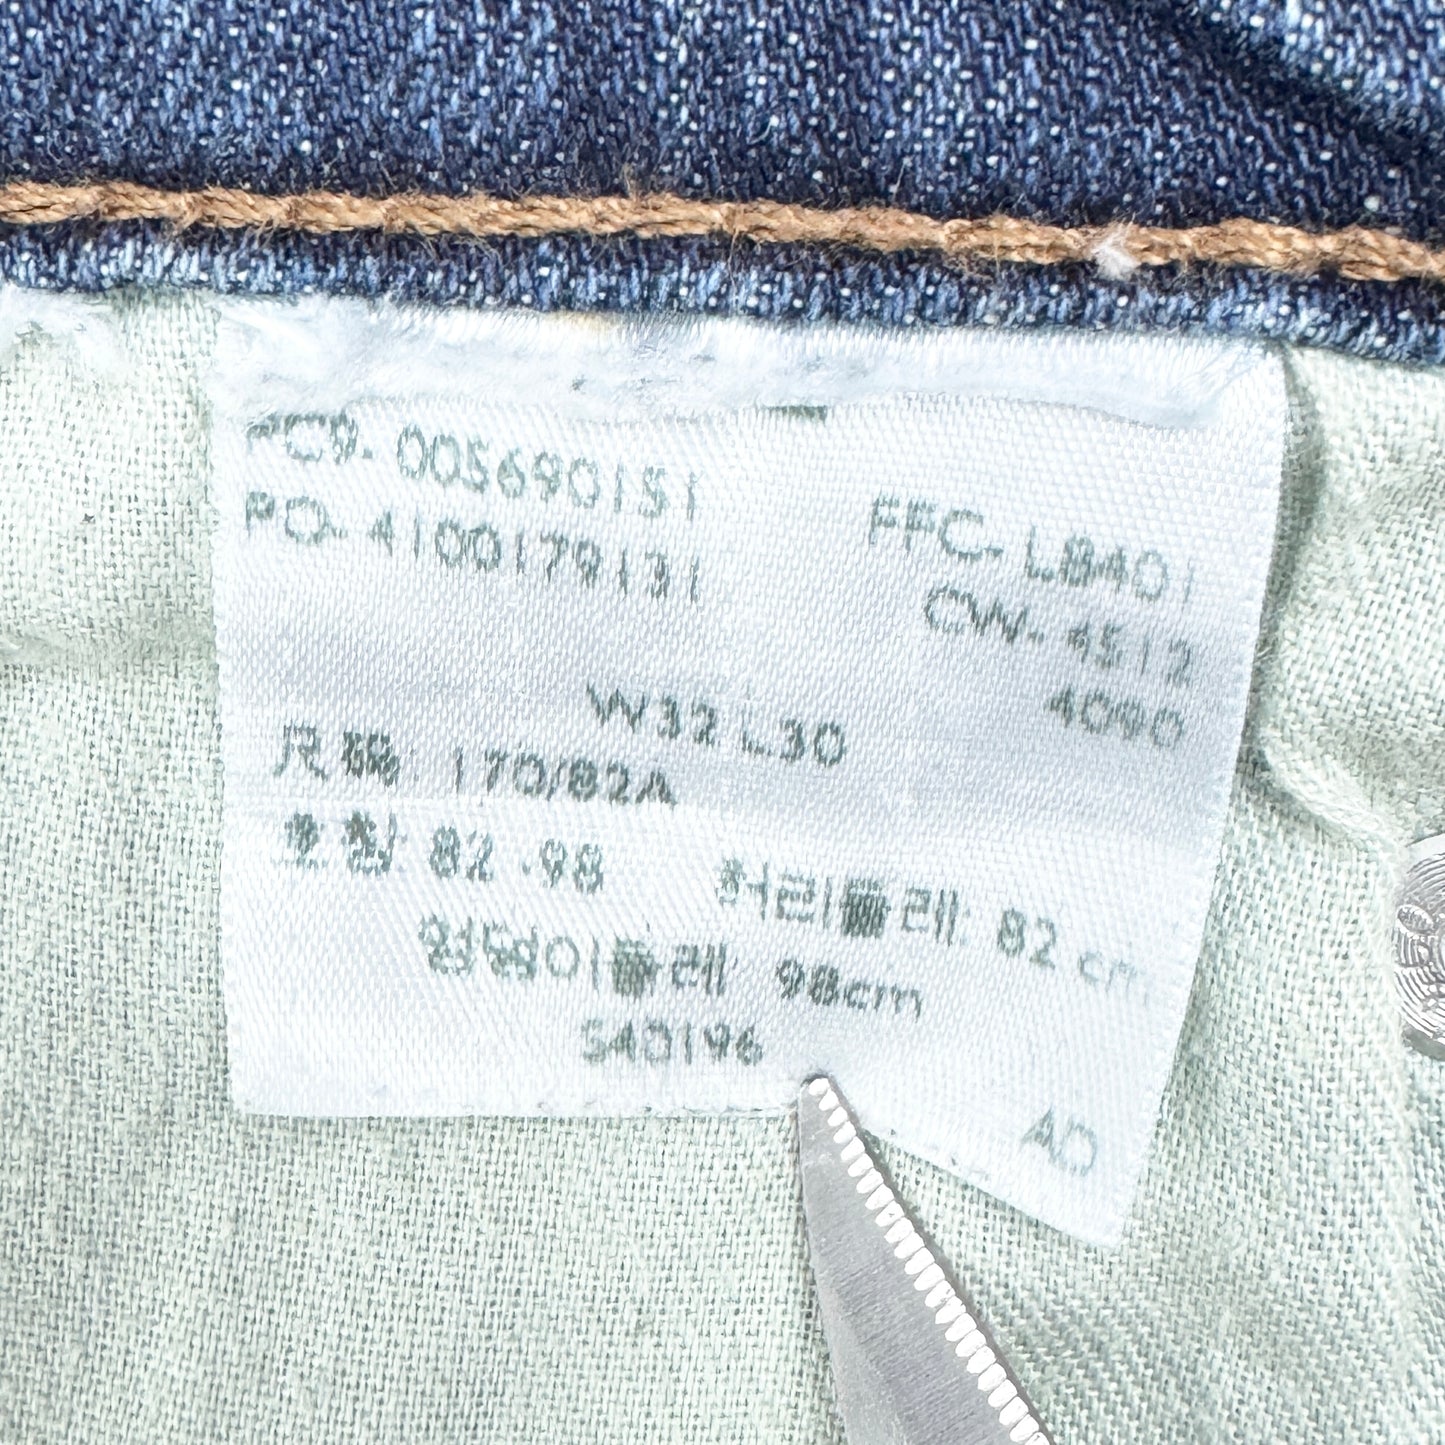 PC9- 005690151
PO- 4100179131
FFC- L8401
CW- 4512
4090
W32 L30
尺碼: 170/82A
호칭: 82 -98
허리둘레: 82 cm
엉덩이둘레 98cm
540196
AD